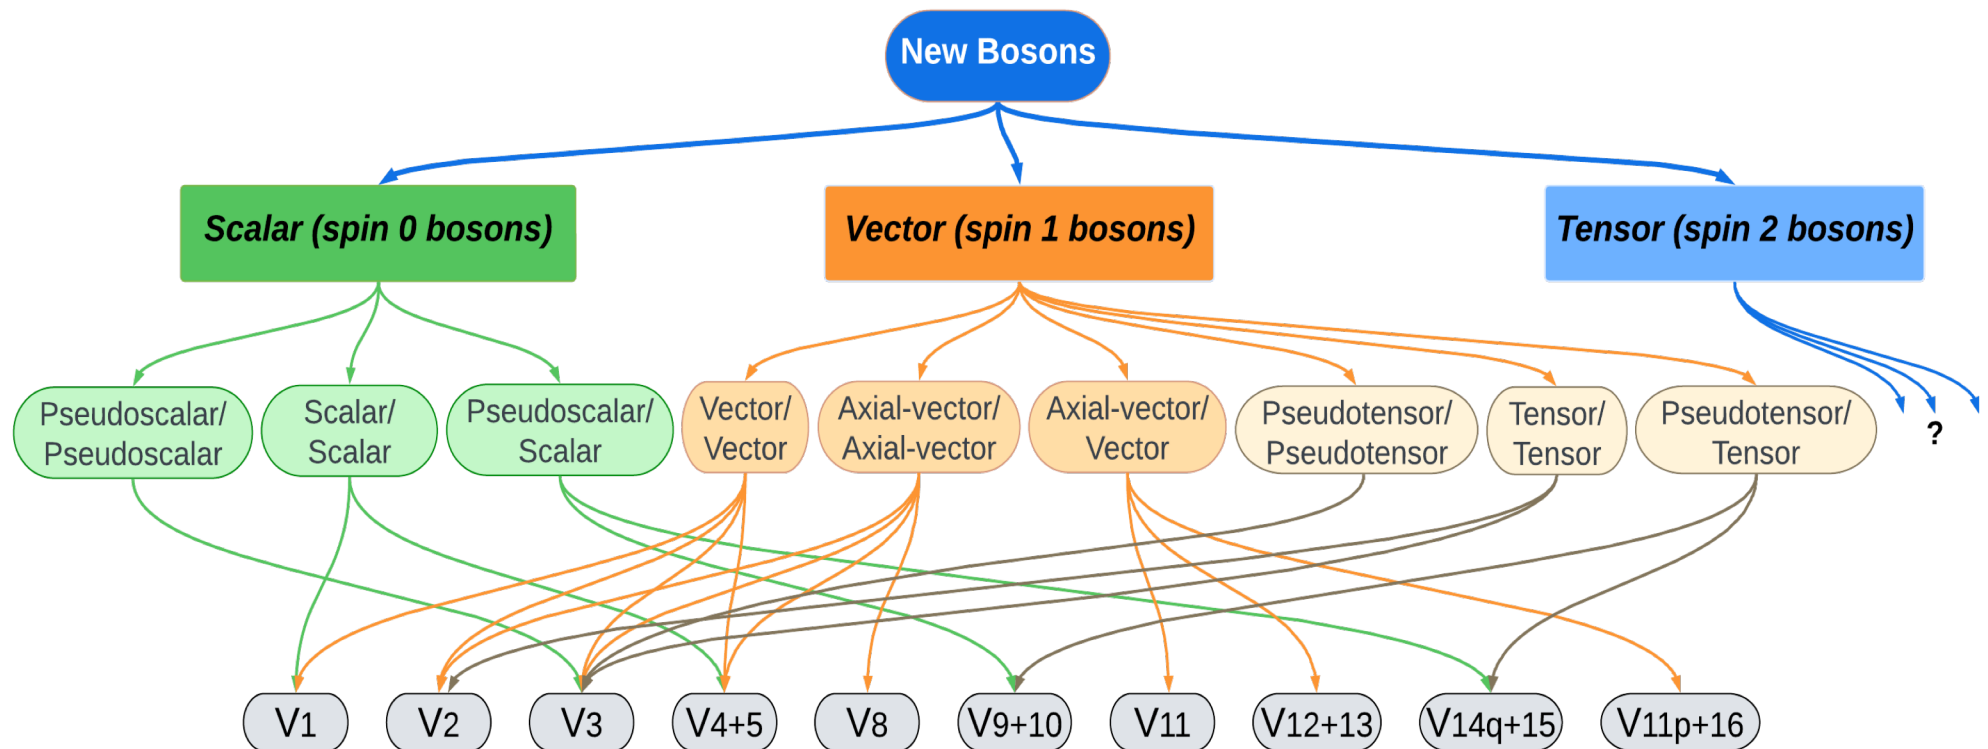 New Bosons
Scalar (spin 0 bosons)
Vector (spin 1 bosons)
Tensor (spin 2 bosons)
Pseudoscalar/
Pseudoscalar
Scalar/
Scalar
Pseudoscalar/
Scalar
Vector/
Vector
Axial-vector/
Axial-vector
Axial-vector/
Vector
Pseudotensor/
Pseudotensor
Tensor/
Tensor
Pseudotensor/
Tensor
?
V1
V2
V3
V4+5
V8
V9+10
V11
V12+13
V14q+15
V11p+16